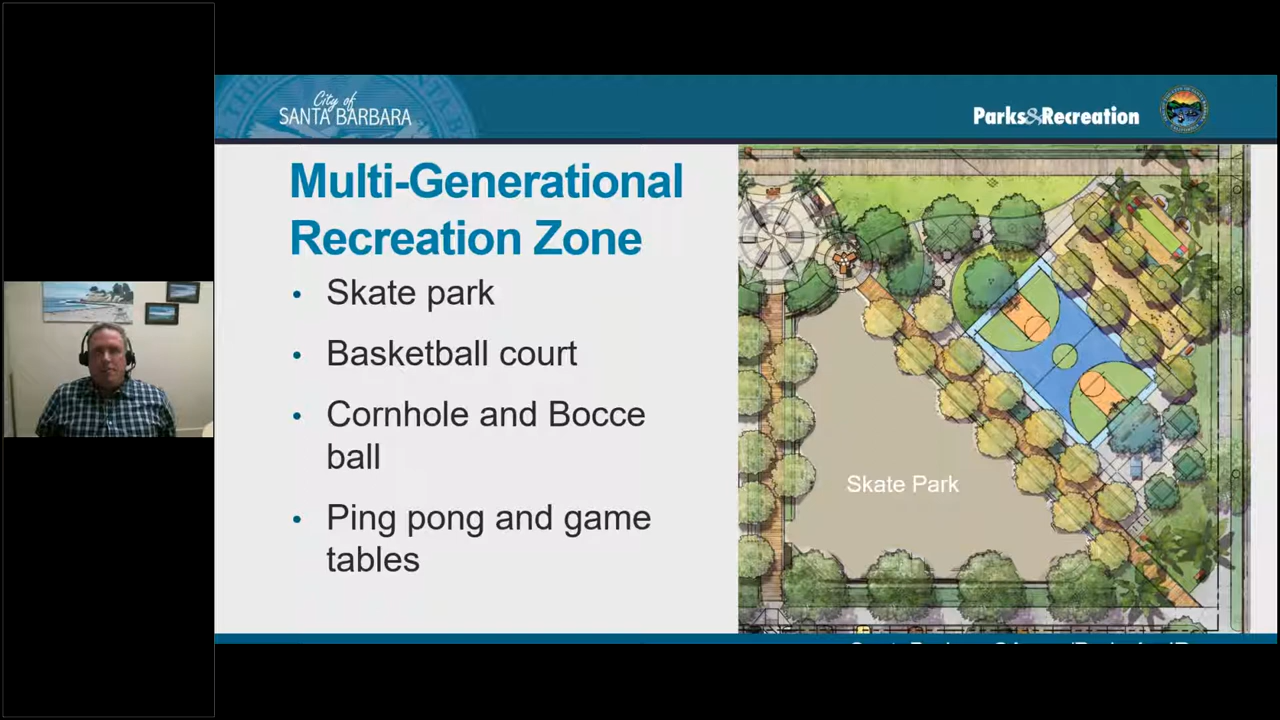 City of
SANTA BARBARA
Parks&Recreation
Multi-Generational
Recreation Zone
• Skate park
• Basketball court
• Cornhole and Bocce
ball
• Ping pong and game
tables
Skate Park